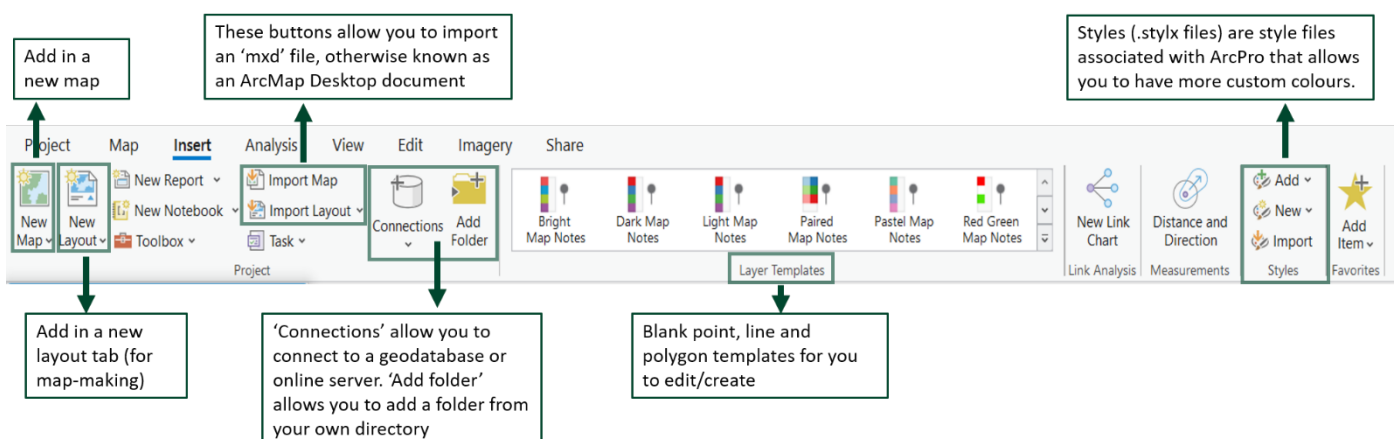 These buttons allow you to import
an ‘mxd’ file, otherwise known as
an ArcMap Desktop document
Add in a
new map
Styles (.stylx files) are style files
associated with ArcPro that allows
you to have more custom colours.
Project Map Insert Analysis View Edit Imagery Share
New
Map
New
Layout
New Report
New Notebook
Toolbox
Import Map
Import Layout
Task
Connections
Add
Folder
Project
Bright
Map Notes
Dark Map
Notes
Light Map
Notes
Paired
Map Notes
Pastel Map
Notes
Red Green
Map Notes
Layer Templates
New Link
Chart
Link Analysis
Distance and
Direction
Measurements
Add
New
Import
Styles
Add
Item
Favorites
Add in a new
layout tab (for
map-making)
‘Connections’ allow you to
connect to a geodatabase or
online server. ‘Add folder’
allows you to add a folder from
your own directory
Blank point, line and
polygon templates for you
to edit/create